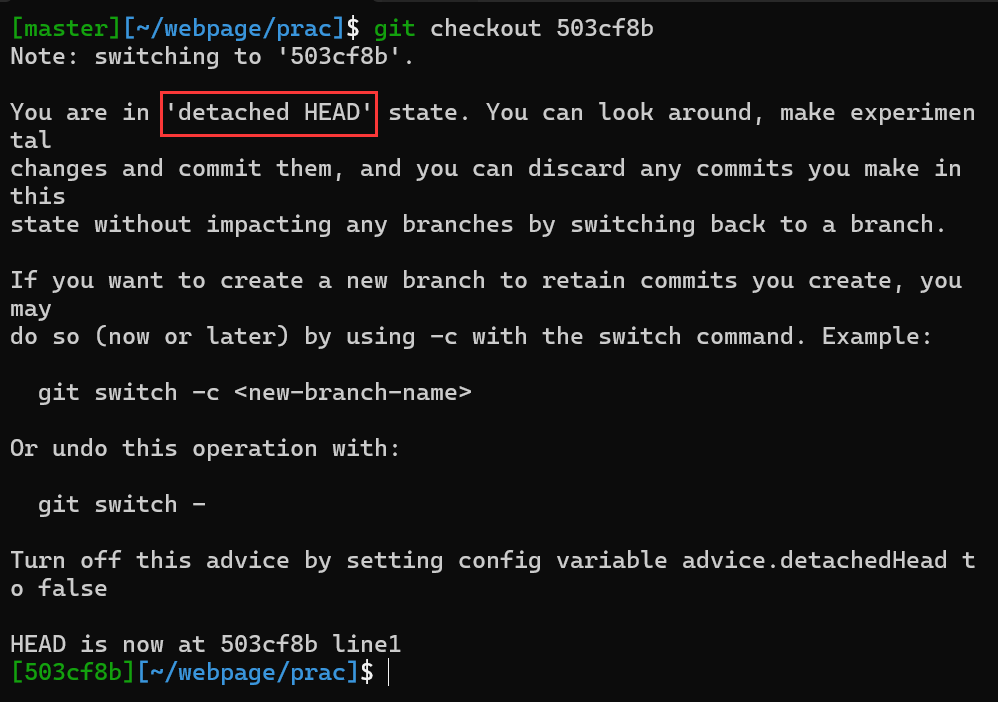 [master][~/webpage/prac]$ git checkout 503cf8b
Note: switching to '503cf8b'.
You are in 'detached HEAD' state. You can look around, make experimen
tal
changes and commit them, and you can discard any commits you make in
this
state without impacting any branches by switching back to a branch.
If you want to create a new branch to retain commits you create, you
may
do so (now or later) by using -c with the switch command. Example:
  git switch -c <new-branch-name>
Or undo this operation with:
  git switch -
Turn off this advice by setting config variable advice.detachedHead t
o false
HEAD is now at 503cf8b line1
[503cf8b][~/webpage/prac]$